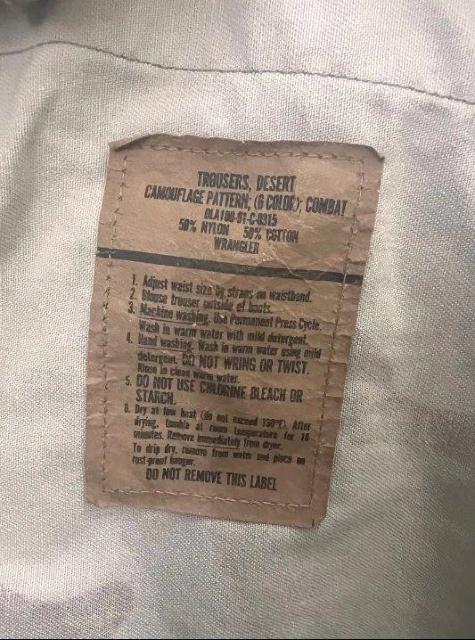 TROUSERS, DESERT
CAMOUFLAGE PATTERN; (6 COLOR); COMBAT
DLA100-91-C-0315
50% NYLON 50% COTTON
WRANGLER
1. Adjust waist size by straps on waistband.
2. Blouse trouser outside of boots.
3. Machine washing. Use Permanent Press Cycle.
Wash in warm water with mild detergent.
4. Hand washing. Wash in warm water using mild
detergent. DO NOT WRING OR TWIST.
Rinse in clean warm water.
5. DO NOT USE CHLORINE BLEACH OR
STARCH.
6. Dry at low heat (do not exceed 130°F). After
drying, tumble at room temperature for 10
minutes. Remove immediately from dryer.
To drip dry, remove from water and place on
rust-proof hanger.
DO NOT REMOVE THIS LABEL